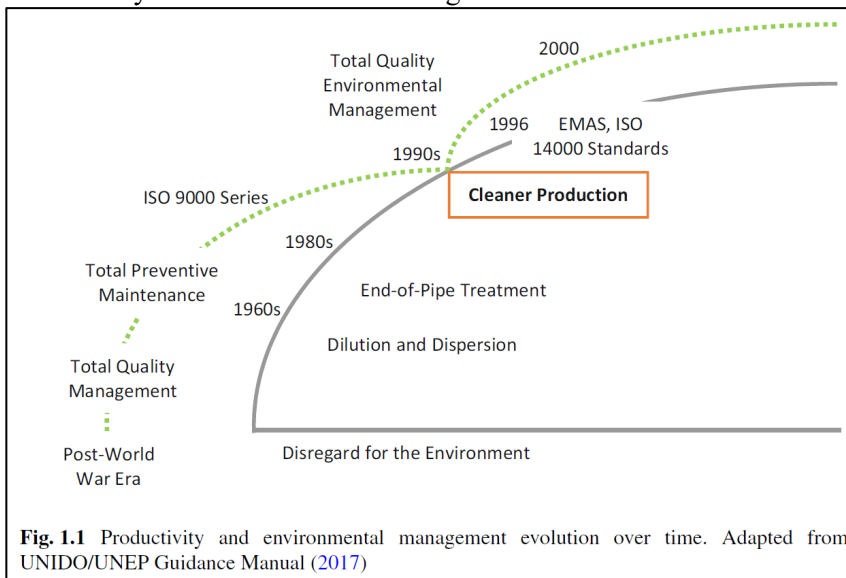 2000
Total Quality
Environmental
Management
1996
EMAS, ISO
14000 Standards
1990s
Cleaner Production
ISO 9000 Series
1980s
Total Preventive
Maintenance
End-of-Pipe Treatment
1960s
Dilution and Dispersion
Total Quality
Management
Post-World
War Era
Disregard for the Environment
Fig. 1.1 Productivity and environmental management evolution over time. Adapted from
UNIDO/UNEP Guidance Manual (2017)